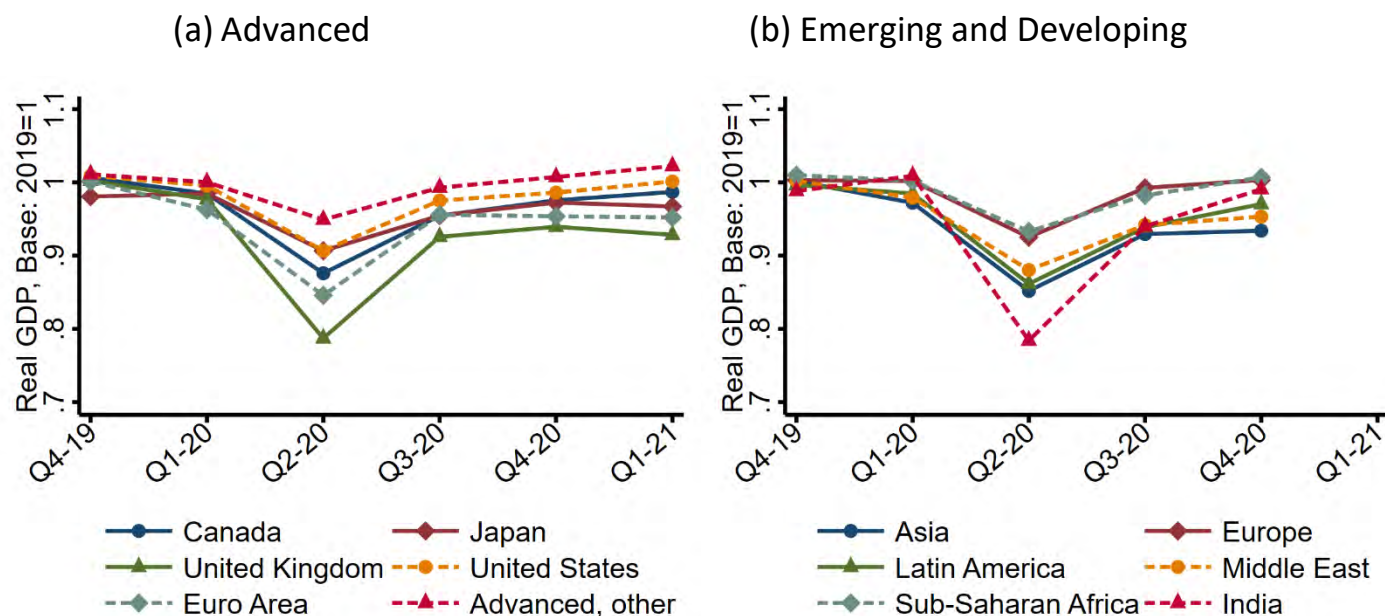 (a) Advanced
(b) Emerging and Developing
Real GDP, Base: 2019=1
1.1
1
.9
.8
.7
Q4-19
Q1-20
Q2-20
Q3-20
Q4-20
Q1-21
Canada
Japan
United Kingdom
United States
Euro Area
Advanced, other
Real GDP, Base: 2019=1
1.1
1
.9
.8
.7
Q4-19
Q1-20
Q2-20
Q3-20
Q4-20
Q1-21
Asia
Europe
Latin America
Middle East
Sub-Saharan Africa
India